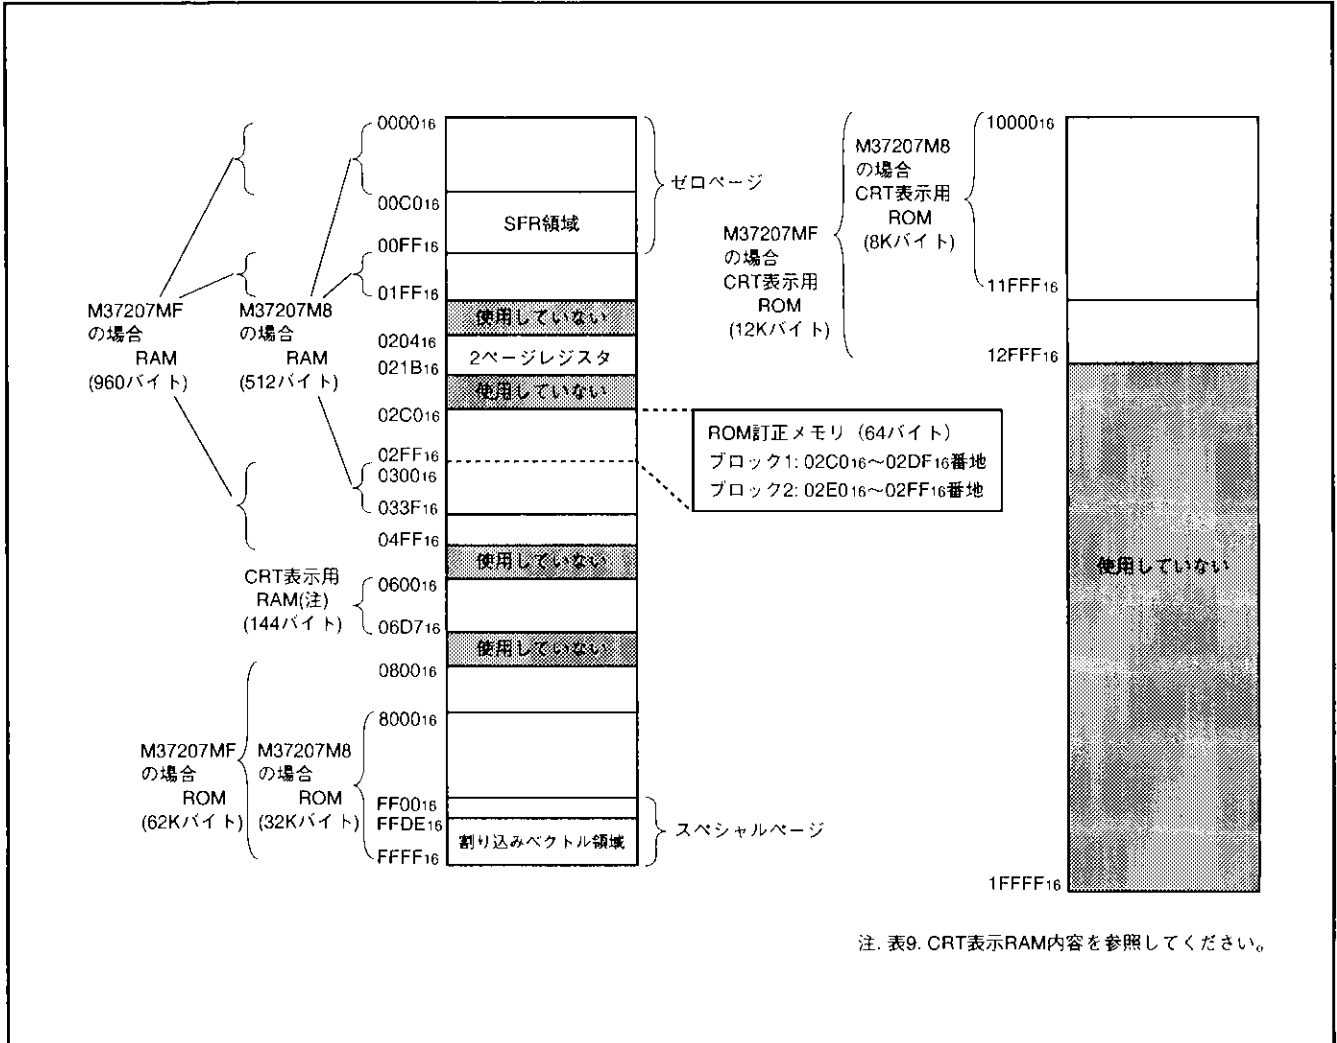 0000₁₆
00C0₁₆
SFR領域
00FF₁₆
ゼロページ
01FF₁₆
使用していない
0204₁₆
2ページレジスタ
021B₁₆
使用していない
02C0₁₆
02FF₁₆
0300₁₆
033F₁₆
04FF₁₆
使用していない
0600₁₆
06D7₁₆
使用していない
0800₁₆
8000₁₆
FF00₁₆
FFDE₁₆
割り込みベクトル領域
FFFF₁₆
スペシャルページ
M37207MF
の場合
RAM
(960バイト)
M37207M8
の場合
RAM
(512バイト)
CRT表示用
RAM(注)
(144バイト)
M37207MF
の場合
ROM
(62Kバイト)
M37207M8
の場合
ROM
(32Kバイト)
ROM訂正メモリ (64バイト)
ブロック1: 02C0₁₆～02DF₁₆番地
ブロック2: 02E0₁₆～02FF₁₆番地
M37207MF
の場合
CRT表示用
ROM
(12Kバイト)
M37207M8
の場合
CRT表示用
ROM
(8Kバイト)
10000₁₆
11FFF₁₆
12FFF₁₆
使用していない
1FFFF₁₆
注. 表9. CRT表示RAM内容を参照してください。